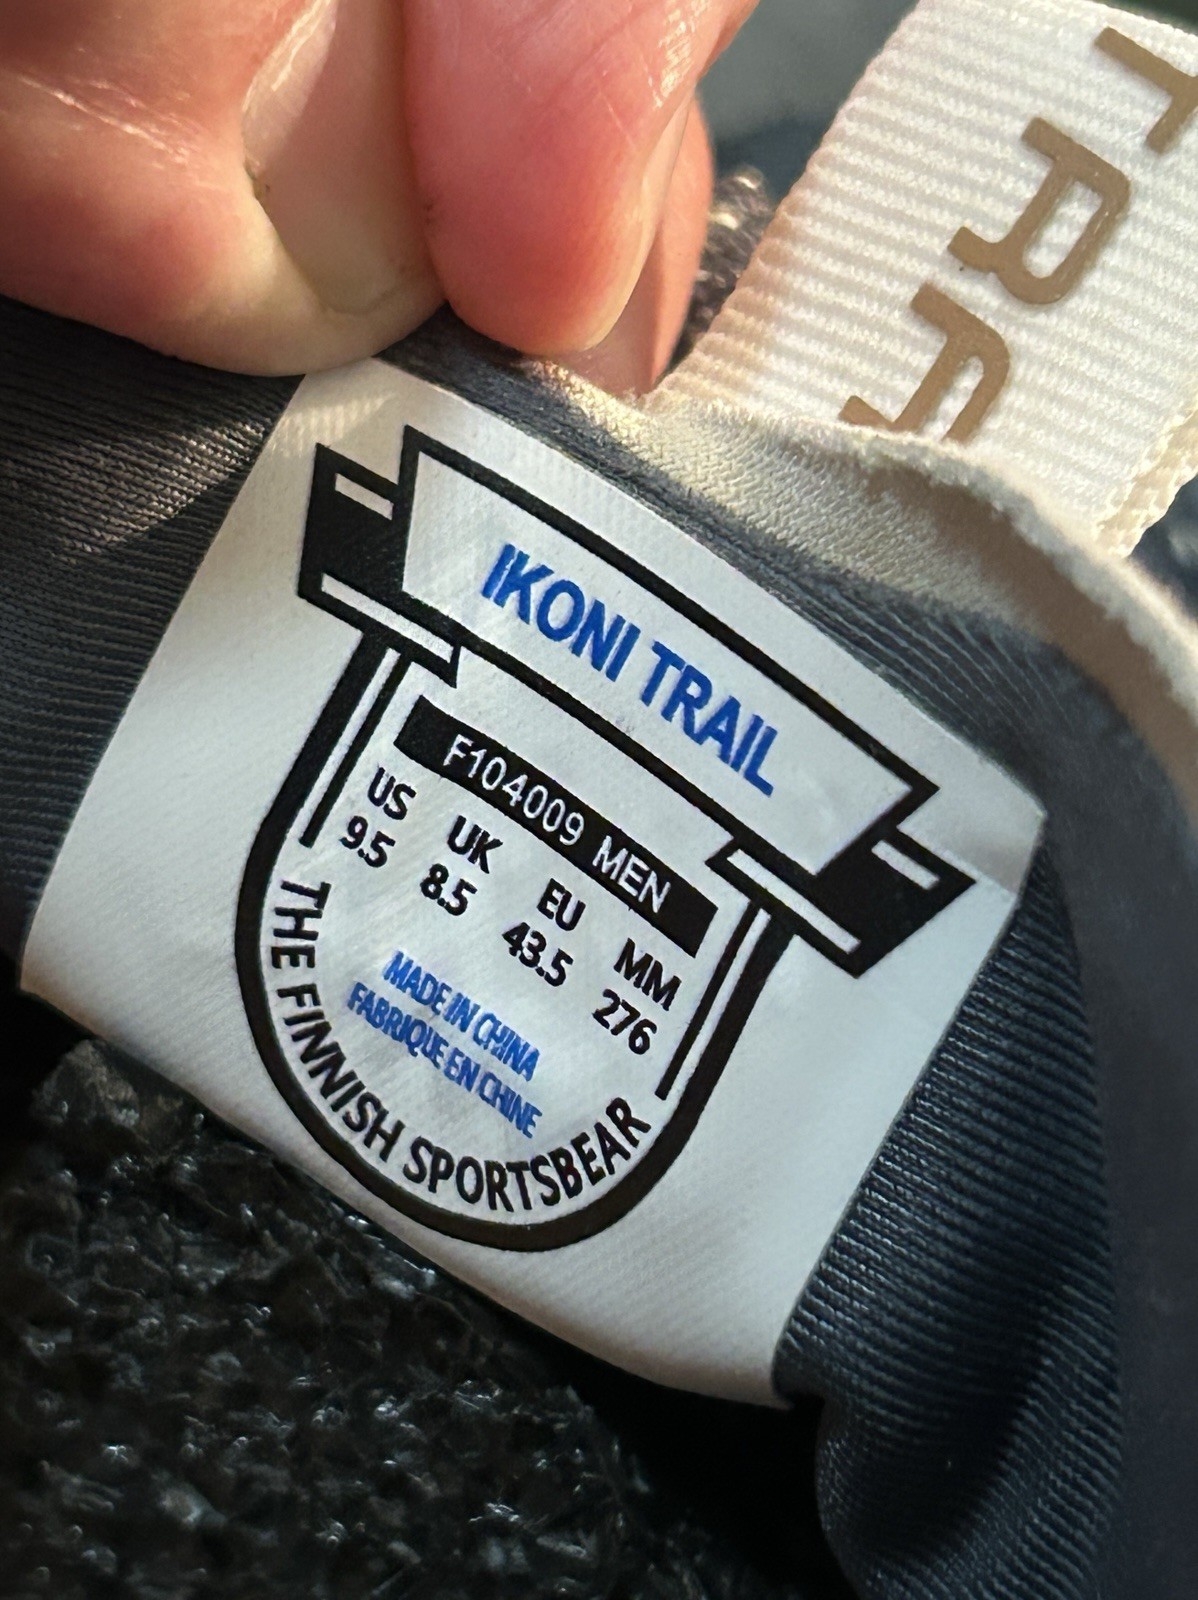 IKONI TRAIL
F104009 MEN
US UK EU MM
9.5 8.5 43.5 276
MADE IN CHINA
FABRIQUE EN CHINE
THE FINNISH SPORTSBEAR